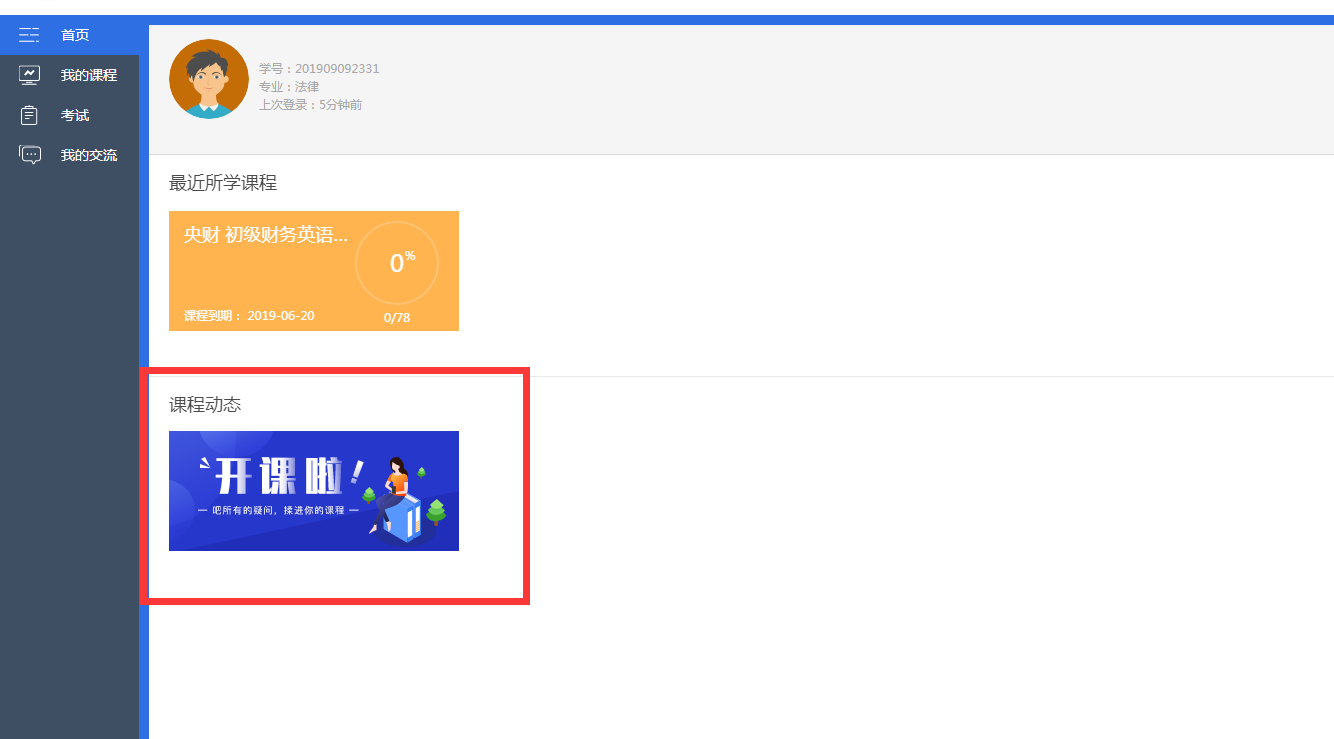 首页
我的课程
考试
我的交流
学号：201909092331
专业：法律
上次登录：5分钟前
最近所学课程
央财 初级财务英语...
0%
课程到期： 2019-06-20
0/78
课程动态
开课啦!
— 吧所有的疑问，揉进你的课程 —